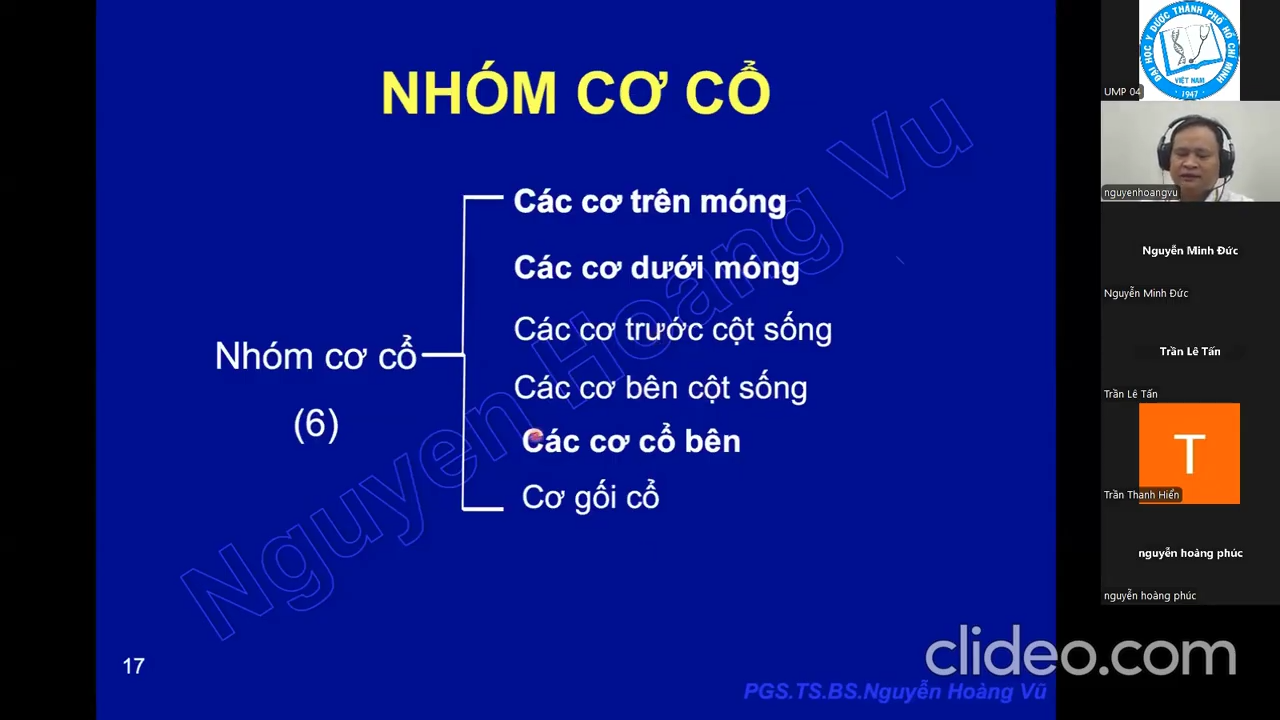 NHÓM CƠ CỔ
Các cơ trên móng
Các cơ dưới móng
Các cơ trước cột sống
Nhóm cơ cổ
Các cơ bên cột sống
(6)
Các cơ cổ bên
Cơ gối cổ
Nguyen Hoang Vu
17
PGS.TS.BS.Nguyễn Hoàng Vũ
clideo.com
ĐẠI HỌC Y DƯỢC THÀNH PHỐ HỒ CHÍ MINH
VIỆT NAM
1947
UMP 04
nguyenhoangvu
Nguyễn Minh Đức
Nguyễn Minh Đức
Trần Lê Tấn
Trần Lê Tấn
T
Trần Thanh Hiển
nguyễn hoàng phúc
nguyễn hoàng phúc